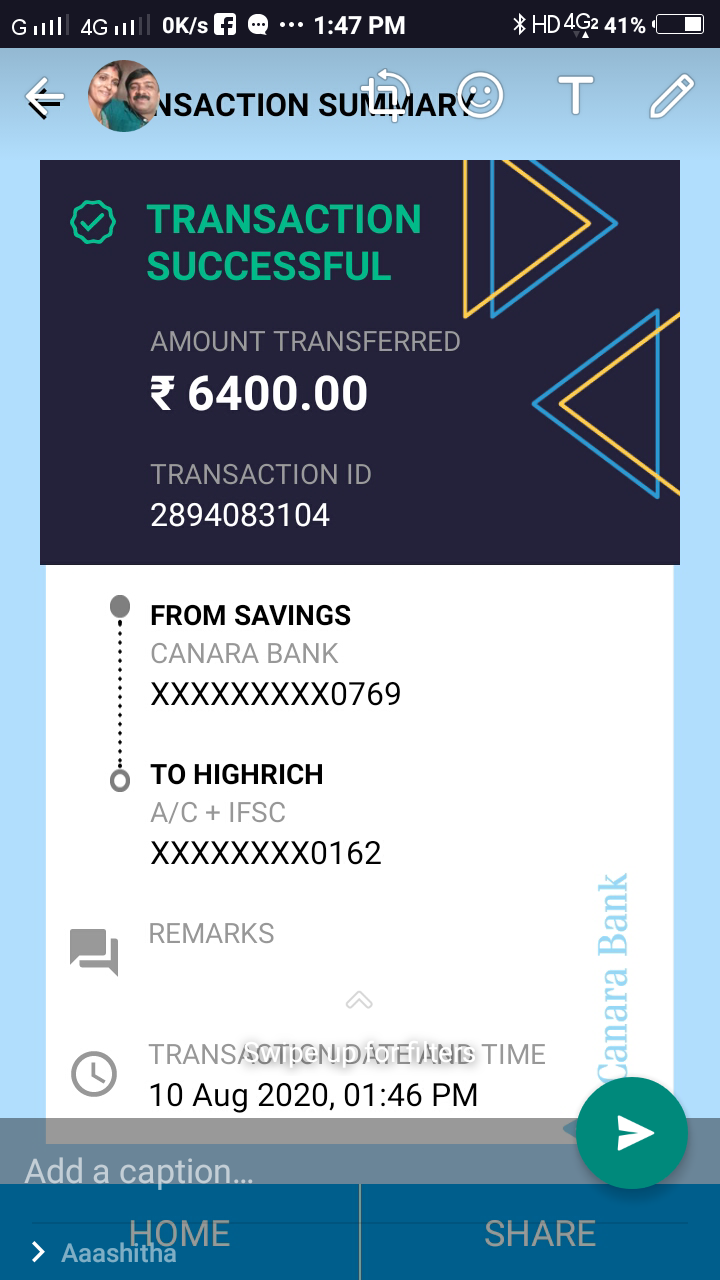 G 4G 0K/s 1:47 PM HD 4G2 41%
NSACTION SUMMARY
T
TRANSACTION
SUCCESSFUL
AMOUNT TRANSFERRED
₹ 6400.00
TRANSACTION ID
2894083104
FROM SAVINGS
CANARA BANK
XXXXXXXXX0769
TO HIGHRICH
A/C + IFSC
XXXXXXXX0162
REMARKS
Canara Bank
Swipe up for filters
TRANSACTION DATE AND TIME
10 Aug 2020, 01:46 PM
Add a caption...
HOME SHARE
Aaashitha